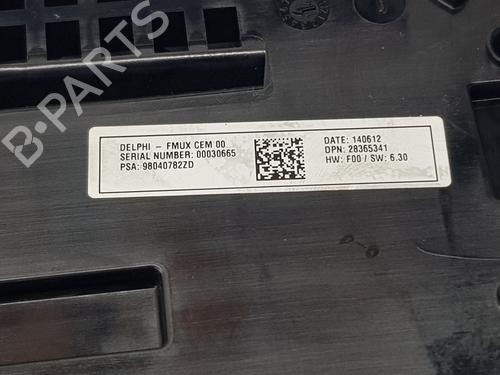 DELPHI - FMUX CEM 00
SERIAL NUMBER: 00030665
PSA: 98040782ZD
DATE: 140612
DPN: 28365341
HW: F00 / SW: 6.30
B-PARTS